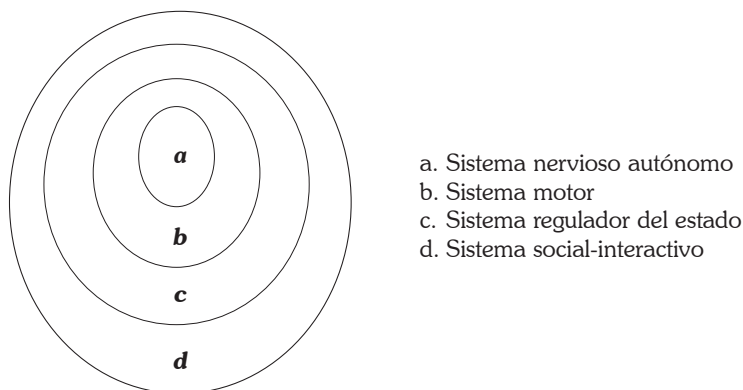 a
b
c
d
a. Sistema nervioso autónomo
b. Sistema motor
c. Sistema regulador del estado
d. Sistema social-interactivo